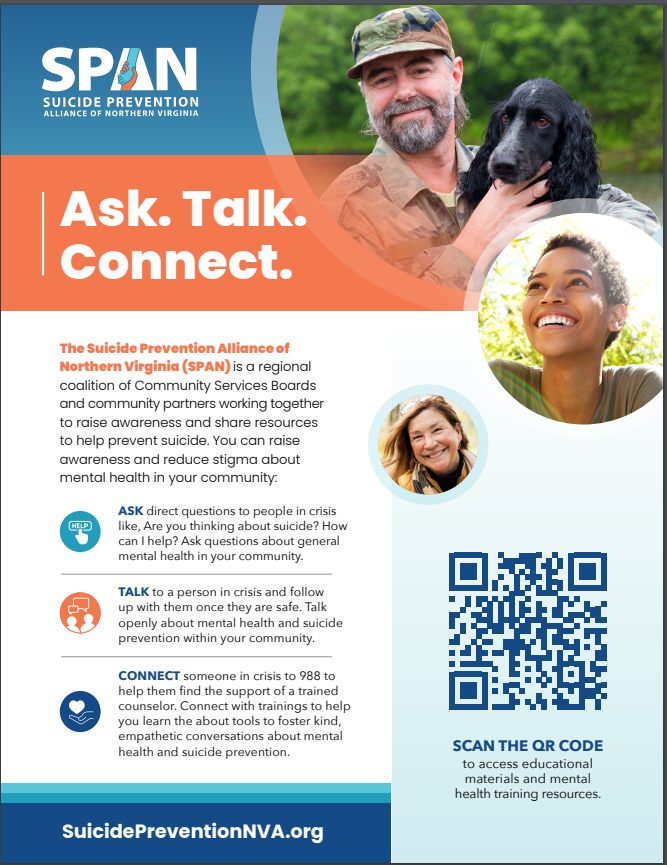 SPAN
SUICIDE PREVENTION
ALLIANCE OF NORTHERN VIRGINIA
Ask. Talk.
Connect.
The Suicide Prevention Alliance of
Northern Virginia (SPAN) is a regional
coalition of Community Services Boards
and community partners working together
to raise awareness and share resources
to help prevent suicide. You can raise
awareness and reduce stigma about
mental health in your community:
HELP
ASK direct questions to people in crisis
like, Are you thinking about suicide? How
can I help? Ask questions about general
mental health in your community.
TALK to a person in crisis and follow
up with them once they are safe. Talk
openly about mental health and suicide
prevention within your community.
CONNECT someone in crisis to 988 to
help them find the support of a trained
counselor. Connect with trainings to help
you learn the about tools to foster kind,
empathetic conversations about mental
health and suicide prevention.
SCAN THE QR CODE
to access educational
materials and mental
health training resources.
SuicidePreventionNVA.org